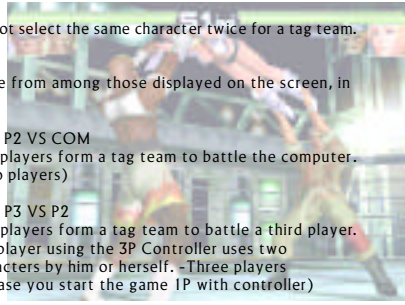 ot select the same character twice for a tag team.
e from among those displayed on the screen, in
P2 VS COM
players form a tag team to battle the computer.
o players)
P3 VS P2
players form a tag team to battle a third player.
player using the 3P Controller uses two
acters by him or herself. -Three players
ase you start the game 1P with controller)